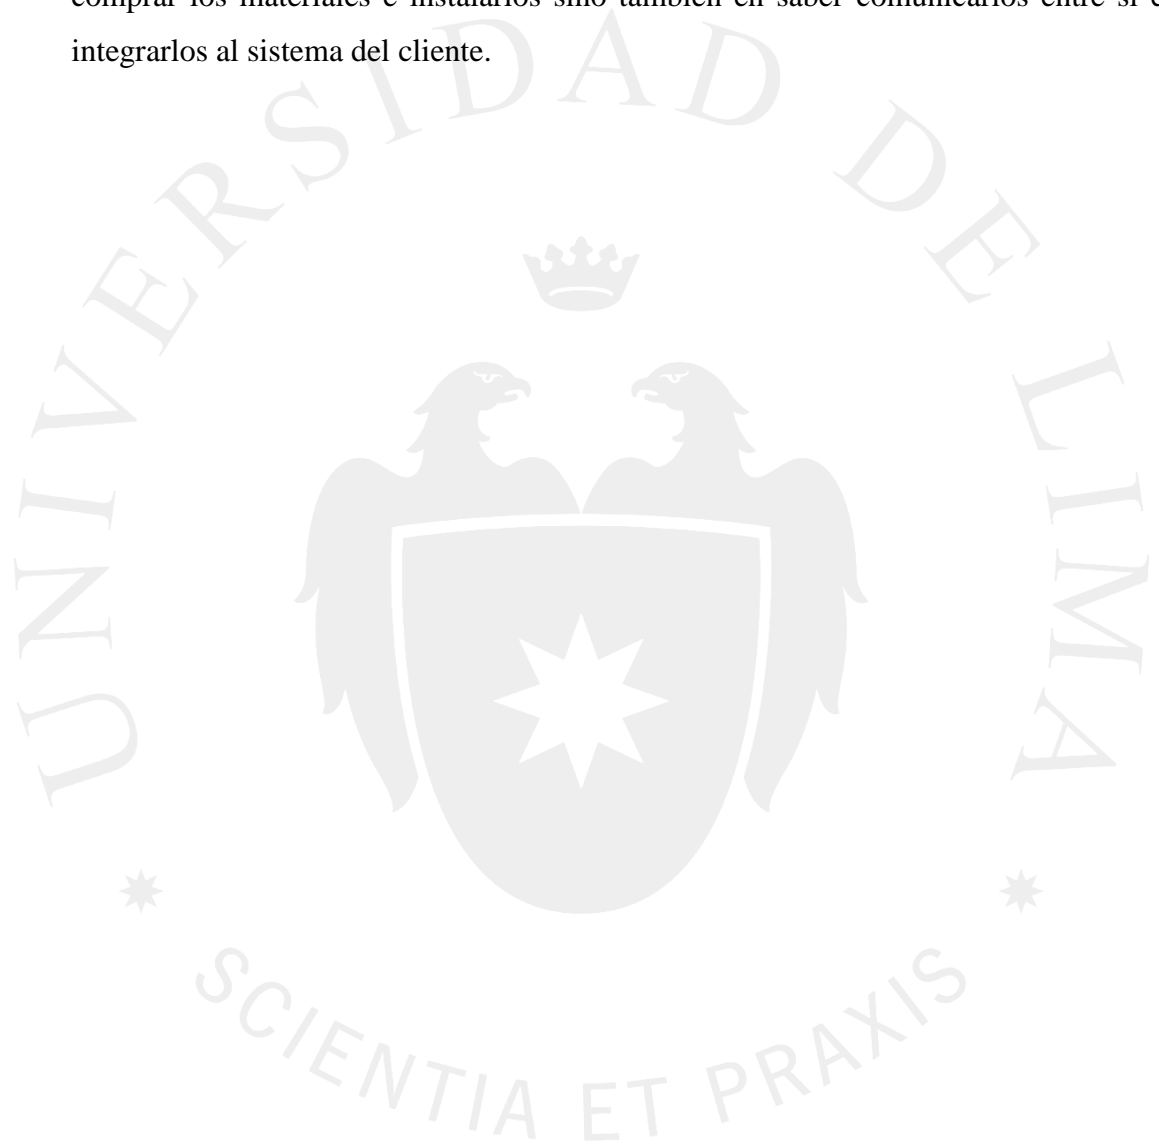 comprar los materiales e instalarlos sino también en saber comunicarlos entre sí
integrarlos al sistema del cliente.
UNIVERSIDAD DE LIMA
SCIENTIA ET PRAXIS